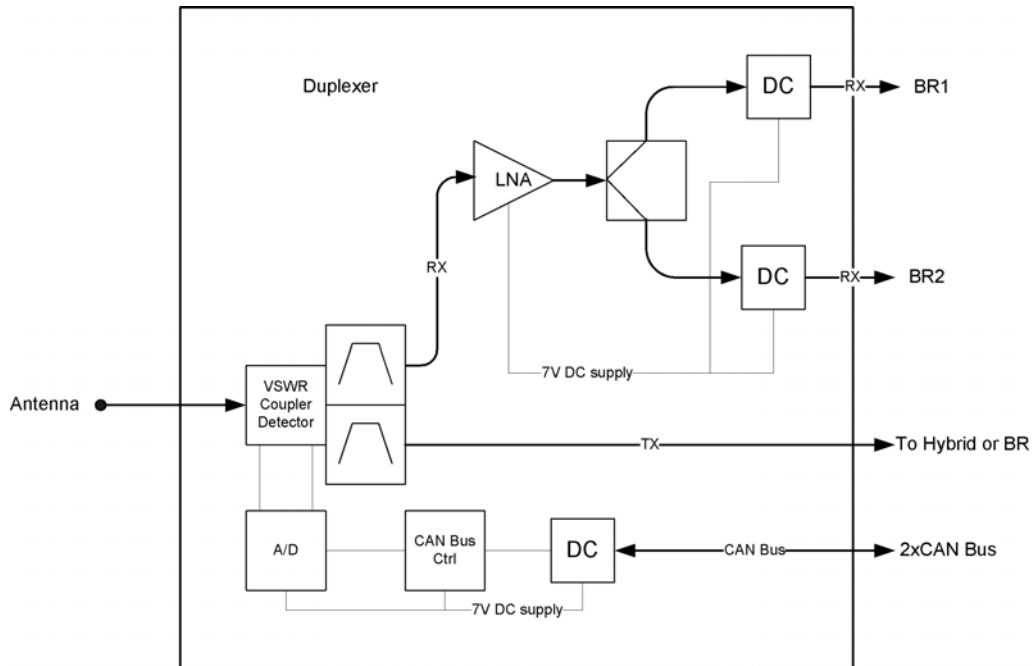 Duplexer
DC
RX
BR1
LNA
RX
DC
RX
BR2
7V DC supply
Antenna
VSWR
Coupler
Detector
TX
To Hybrid or BR
A/D
CAN Bus
Ctrl
DC
CAN Bus
2xCAN Bus
7V DC supply